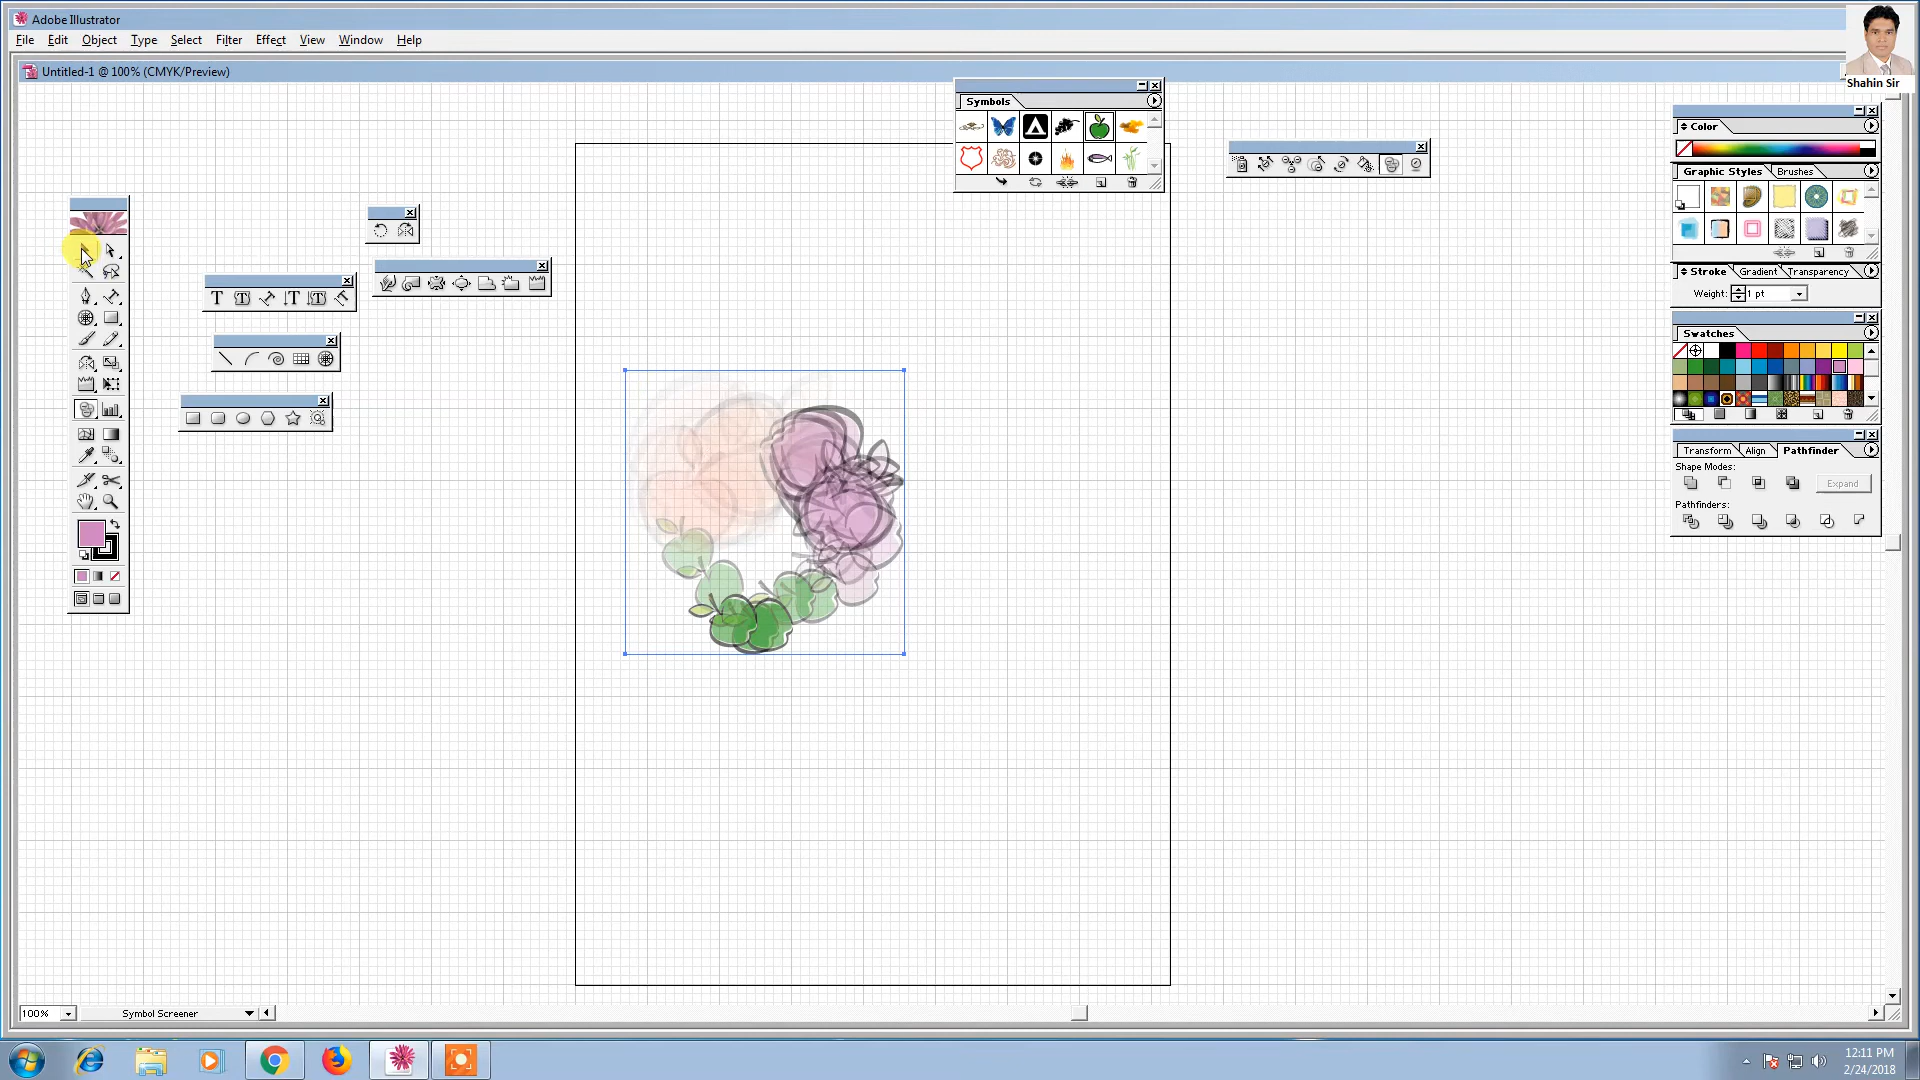 Adobe Illustrator
File Edit Object Type Select Filter Effect View Window Help
Shahin Sir
Untitled-1 @ 100% (CMYK/Preview)
Symbols
Color
Graphic Styles Brushes
Stroke Gradient Transparency
Weight: 1 pt
Swatches
Transform Align Pathfinder
Shape Modes:
Expand
Pathfinders:
T T T T
100% Symbol Screener
12:11 PM
2/24/2018